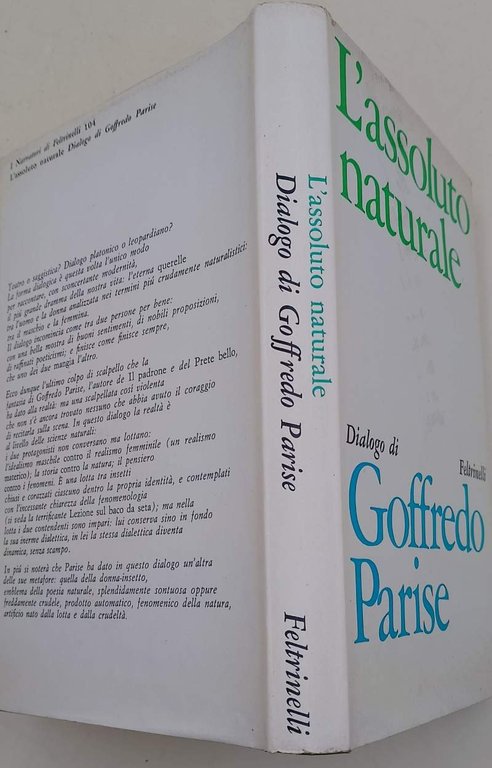 I Narratori di Feltrinelli 104
L'assoluto naturale Dialogo di Goffredo Parise
Teatro o saggistica? Dialogo platonico o leopardiano?
La forma dialogica è questa volta l'unico modo
per raccontare, con sconcertante modernità,
il più grande dramma della nostra vita: l'eterna querelle
tra l'uomo e la donna analizzata nei termini più crudamente naturalistici:
tra il maschio e la femmina.
Il dialogo incomincia come tra due persone per bene:
con una bella mostra di buoni sentimenti, di nobili proposizioni,
di raffinati poeticismi; e finisce come finisce sempre,
che uno dei due mangia l'altro.
Ecco dunque l'ultimo colpo di scalpello che la
fantasia di Goffredo Parise, l'autore de Il padrone e del Prete bello,
ha dato alla realtà: ma una scalpellata così violenta
che non s'è ancora trovato nessuno che abbia avuto il coraggio
di recitarla sulla scena. In questo dialogo la realtà è
al livello delle scienze naturali:
i due protagonisti non conversano ma lottano:
l'idealismo maschile contro il realismo femminile (un realismo
materico); la storia contro la natura; il pensiero
contro i fenomeni. È una lotta tra insetti
chiusi e corazzati ciascuno dentro la propria identità, e contemplati
con l'incessante chiarezza della fenomenologia
(si veda la terrificante Lezione sul baco da seta); ma nella
lotta i due contendenti sono impari: lui conserva sino in fondo
la sua inerme dialettica, in lei la stessa dialettica diventa
dinamica, senza scampo.
In più si noterà che Parise ha dato in questo dialogo un'altra
delle sue metafore: quella della donna-insetto,
emblema della poesia naturale, splendidamente sontuosa oppure
freddamente crudele, prodotto automatico, fenomenico della natura,
artificio nato dalla lotta e dalla crudeltà.
L'assoluto naturale
Dialogo di Goffredo Parise
Feltrinelli
L'assoluto
naturale
Dialogo di
Feltrinelli
Goffredo
Parise